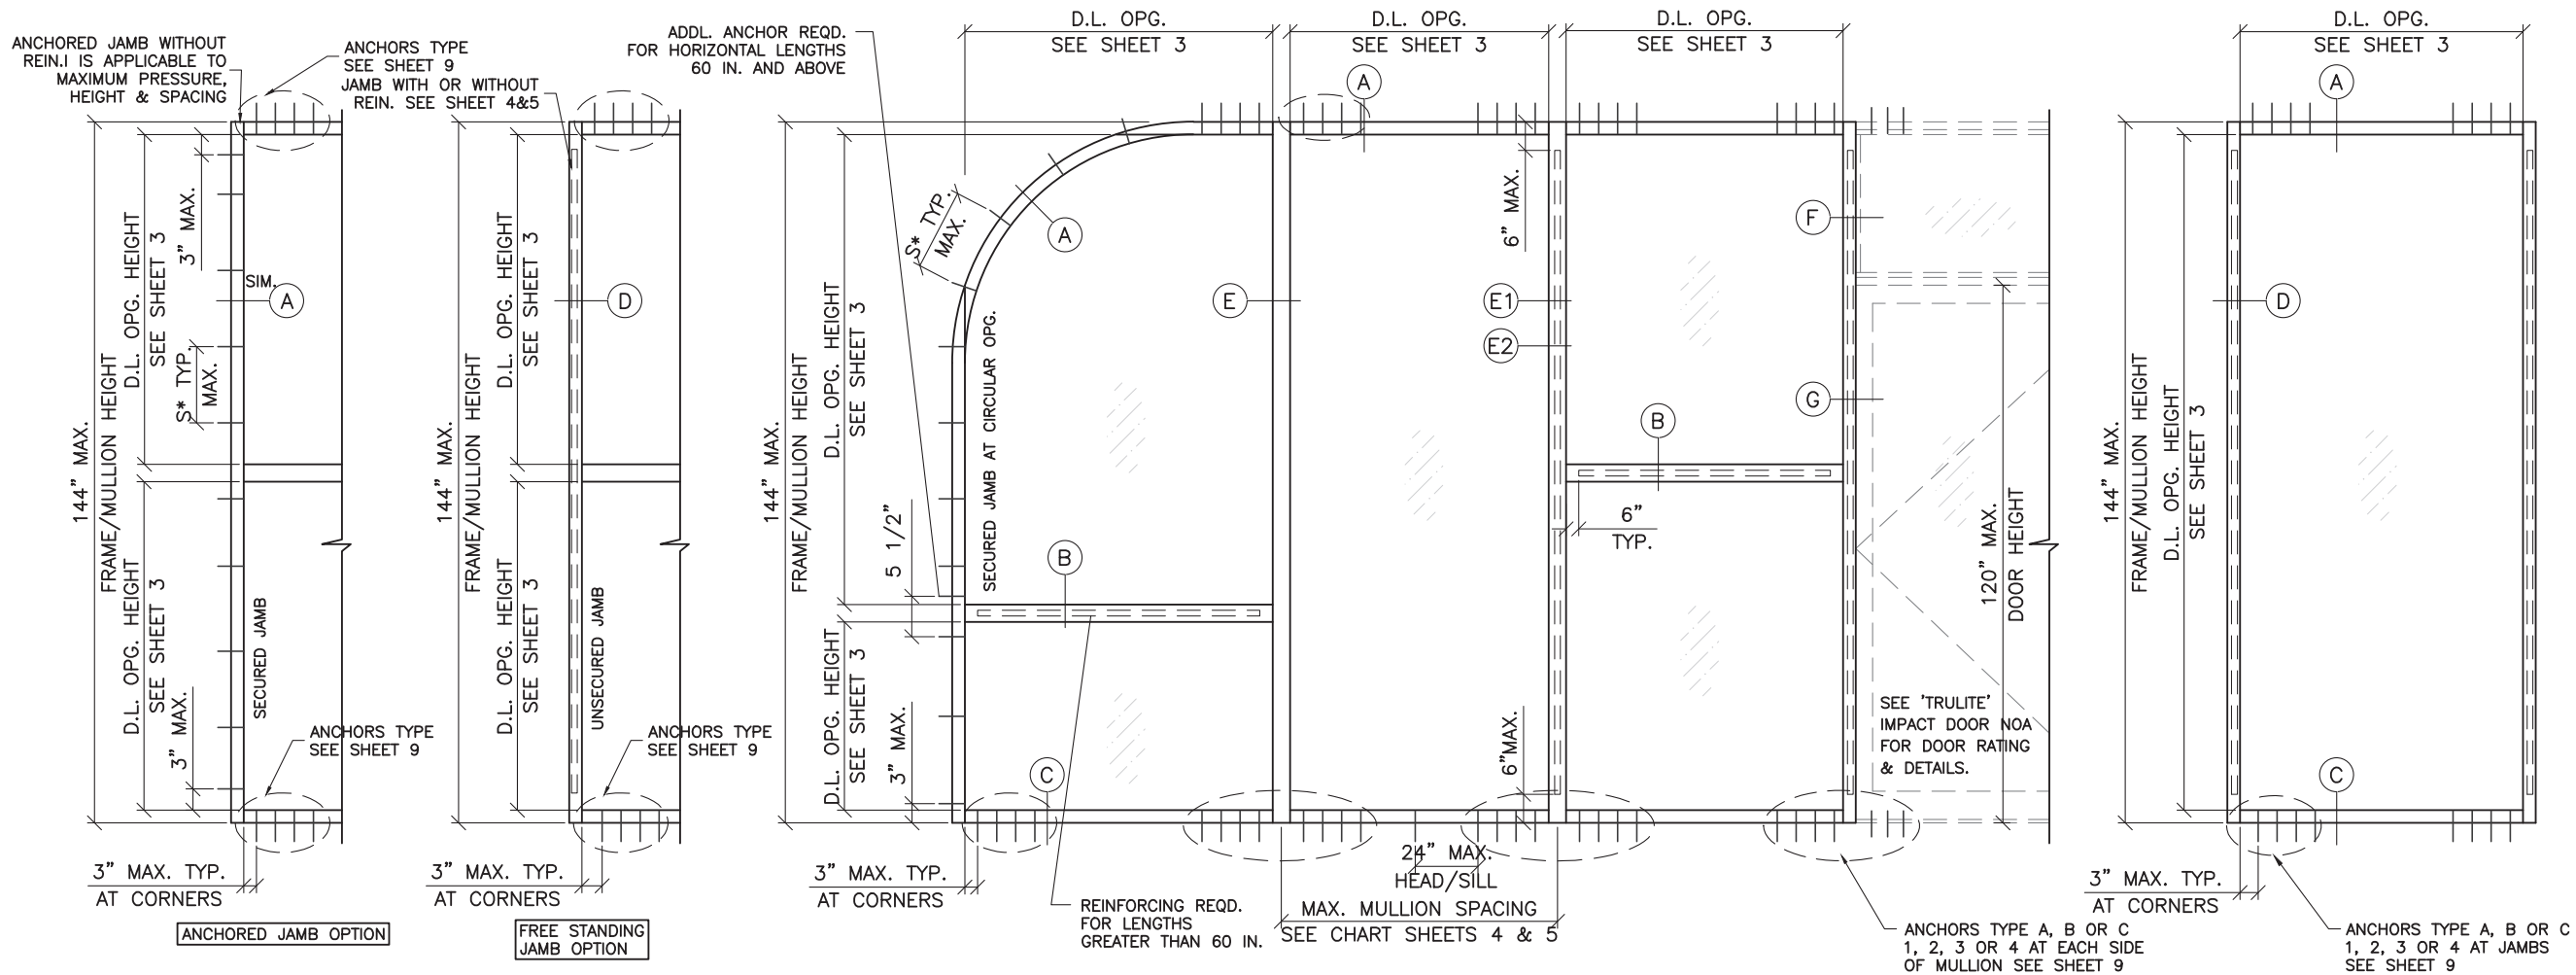 ANCHORED JAMB WITHOUT
REIN.I IS APPLICABLE TO
MAXIMUM PRESSURE,
HEIGHT & SPACING
ANCHORS TYPE
SEE SHEET 9
JAMB WITH OR WITHOUT
REIN. SEE SHEET 4&5
144" MAX.
FRAME/MULLION HEIGHT
D.L. OPG. HEIGHT
SEE SHEET 3
3" MAX.
SIM.
A
S* TYP.
MAX.
D.L. OPG. HEIGHT
SEE SHEET 3
3" MAX.
SECURED JAMB
ANCHORS TYPE
SEE SHEET 9
3" MAX. TYP.
AT CORNERS
ANCHORED JAMB OPTION
144" MAX.
FRAME/MULLION HEIGHT
D.L. OPG. HEIGHT
SEE SHEET 3
D
D.L. OPG. HEIGHT
SEE SHEET 3
UNSECURED JAMB
ANCHORS TYPE
SEE SHEET 9
3" MAX. TYP.
AT CORNERS
FREE STANDING
JAMB OPTION
ADDL. ANCHOR REQD.
FOR HORIZONTAL LENGTHS
60 IN. AND ABOVE
D.L. OPG.
SEE SHEET 3
D.L. OPG.
SEE SHEET 3
D.L. OPG.
SEE SHEET 3
A
144" MAX.
FRAME/MULLION HEIGHT
D.L. OPG. HEIGHT
SEE SHEET 3
S* TYP.
MAX.
A
SECURED JAMB AT CIRCULAR OPG.
5 1/2"
B
D.L. OPG. HEIGHT
SEE SHEET 3
3" MAX.
C
3" MAX. TYP.
AT CORNERS
REINFORCING REQD.
FOR LENGTHS
GREATER THAN 60 IN.
E
6" MAX.
E1
E2
6"MAX.
24" MAX.
HEAD/SILL
MAX. MULLION SPACING
SEE CHART SHEETS 4 & 5
B
6"
TYP.
F
G
120" MAX.
DOOR HEIGHT
SEE 'TRULITE'
IMPACT DOOR NOA
FOR DOOR RATING
& DETAILS.
ANCHORS TYPE A, B OR C
1, 2, 3 OR 4 AT EACH SIDE
OF MULLION SEE SHEET 9
D.L. OPG.
SEE SHEET 3
A
144" MAX.
FRAME/MULLION HEIGHT
D.L. OPG. HEIGHT
SEE SHEET 3
D
C
3" MAX. TYP.
AT CORNERS
ANCHORS TYPE A, B OR C
1, 2, 3 OR 4 AT JAMBS
SEE SHEET 9